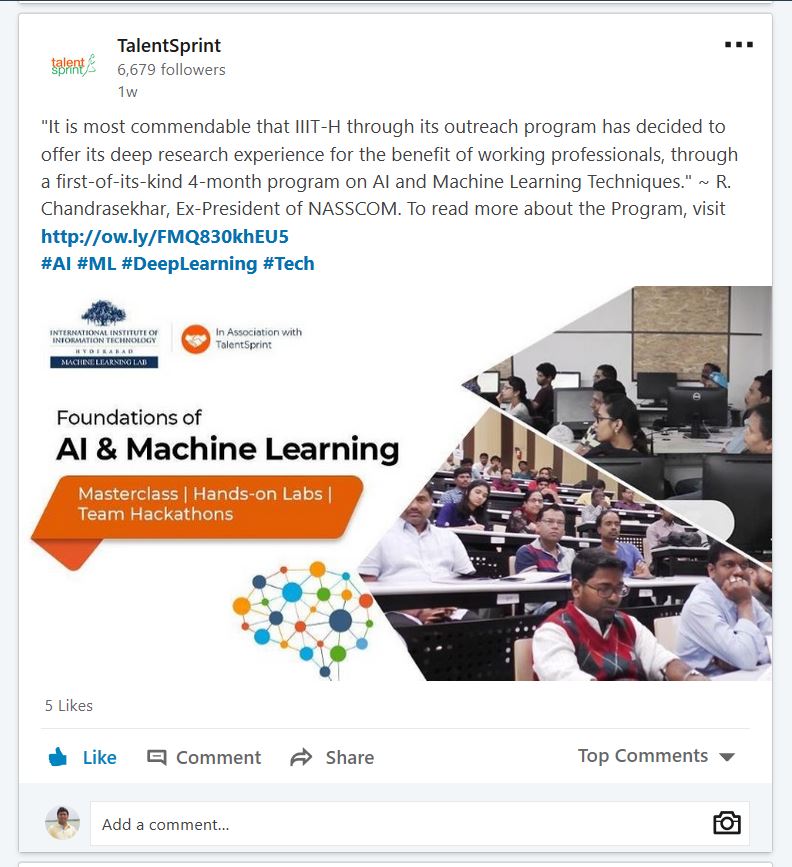 talent
sprint
TalentSprint
6,679 followers
1w
"It is most commendable that IIIT-H through its outreach program has decided to
offer its deep research experience for the benefit of working professionals, through
a first-of-its-kind 4-month program on AI and Machine Learning Techniques." ~ R.
Chandrasekhar, Ex-President of NASSCOM. To read more about the Program, visit
http://ow.ly/FMQ830khEU5
#AI #ML #DeepLearning #Tech
INTERNATIONAL INSTITUTE OF
INFORMATION TECHNOLOGY
HYDERABAD
MACHINE LEARNING LAB
In Association with
TalentSprint
Foundations of
AI & Machine Learning
Masterclass | Hands-on Labs |
Team Hackathons
5 Likes
Like Comment Share Top Comments
Add a comment...